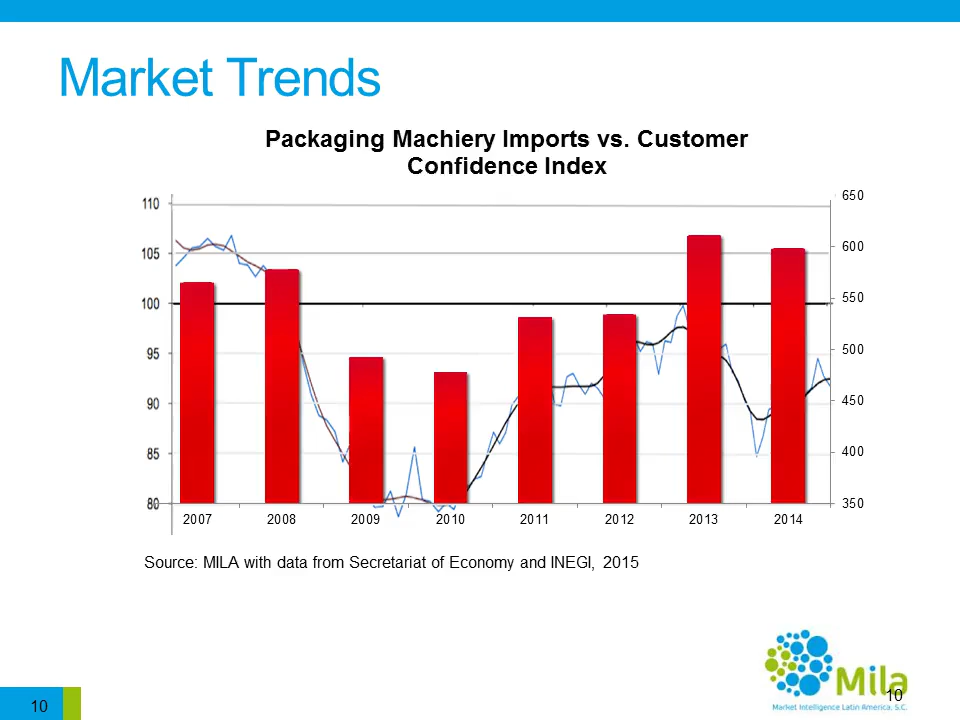 Market Trends
Packaging Machiery Imports vs. Customer
Confidence Index
110
105
100
95
90
85
80
650
600
550
500
450
400
350
2007 2008 2009 2010 2011 2012 2013 2014
Source: MILA with data from Secretariat of Economy and INEGI, 2015
Mila
Market Intelligence Latin America, S.C.
10
10